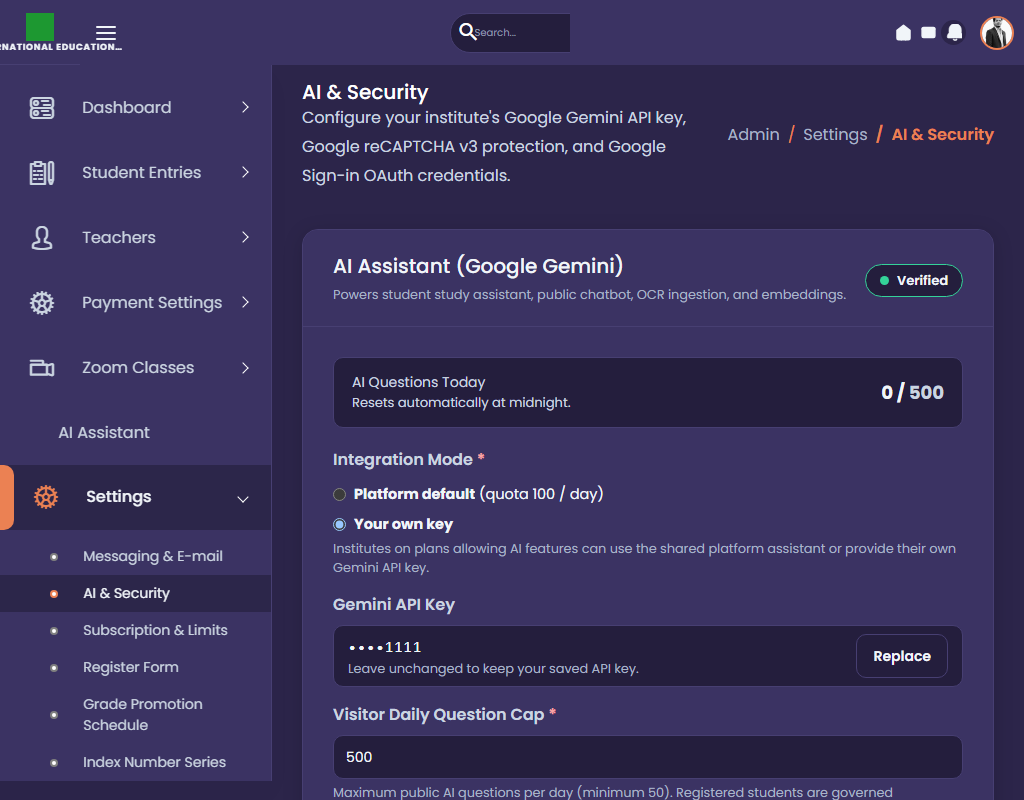 RNATIONAL EDUCATION...
Search...
Dashboard
Student Entries
Teachers
Payment Settings
Zoom Classes
AI Assistant
Settings
Messaging & E-mail
AI & Security
Subscription & Limits
Register Form
Grade Promotion
Schedule
Index Number Series
AI & Security
Configure your institute's Google Gemini API key,
Google reCAPTCHA v3 protection, and Google
Sign-in OAuth credentials.
Admin / Settings / AI & Security
AI Assistant (Google Gemini)
Powers student study assistant, public chatbot, OCR ingestion, and embeddings.
Verified
AI Questions Today
Resets automatically at midnight.
0 / 500
Integration Mode *
Platform default (quota 100 / day)
Your own key
Institutes on plans allowing AI features can use the shared platform assistant or provide their own
Gemini API key.
Gemini API Key
••••1111
Leave unchanged to keep your saved API key.
Replace
Visitor Daily Question Cap *
500
Maximum public AI questions per day (minimum 50). Registered students are governed